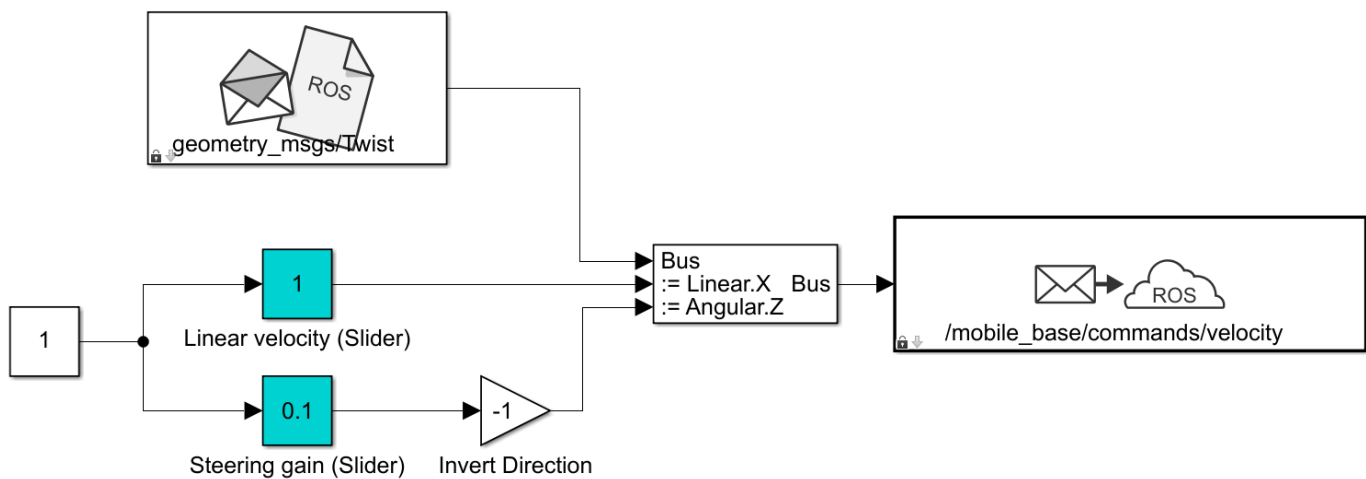 ROS
geometry_msgs/Twist
Bus
:= Linear.X Bus
:= Angular.Z
ROS
/mobile_base/commands/velocity
1
1
Linear velocity (Slider)
0.1
Steering gain (Slider)
-1
Invert Direction